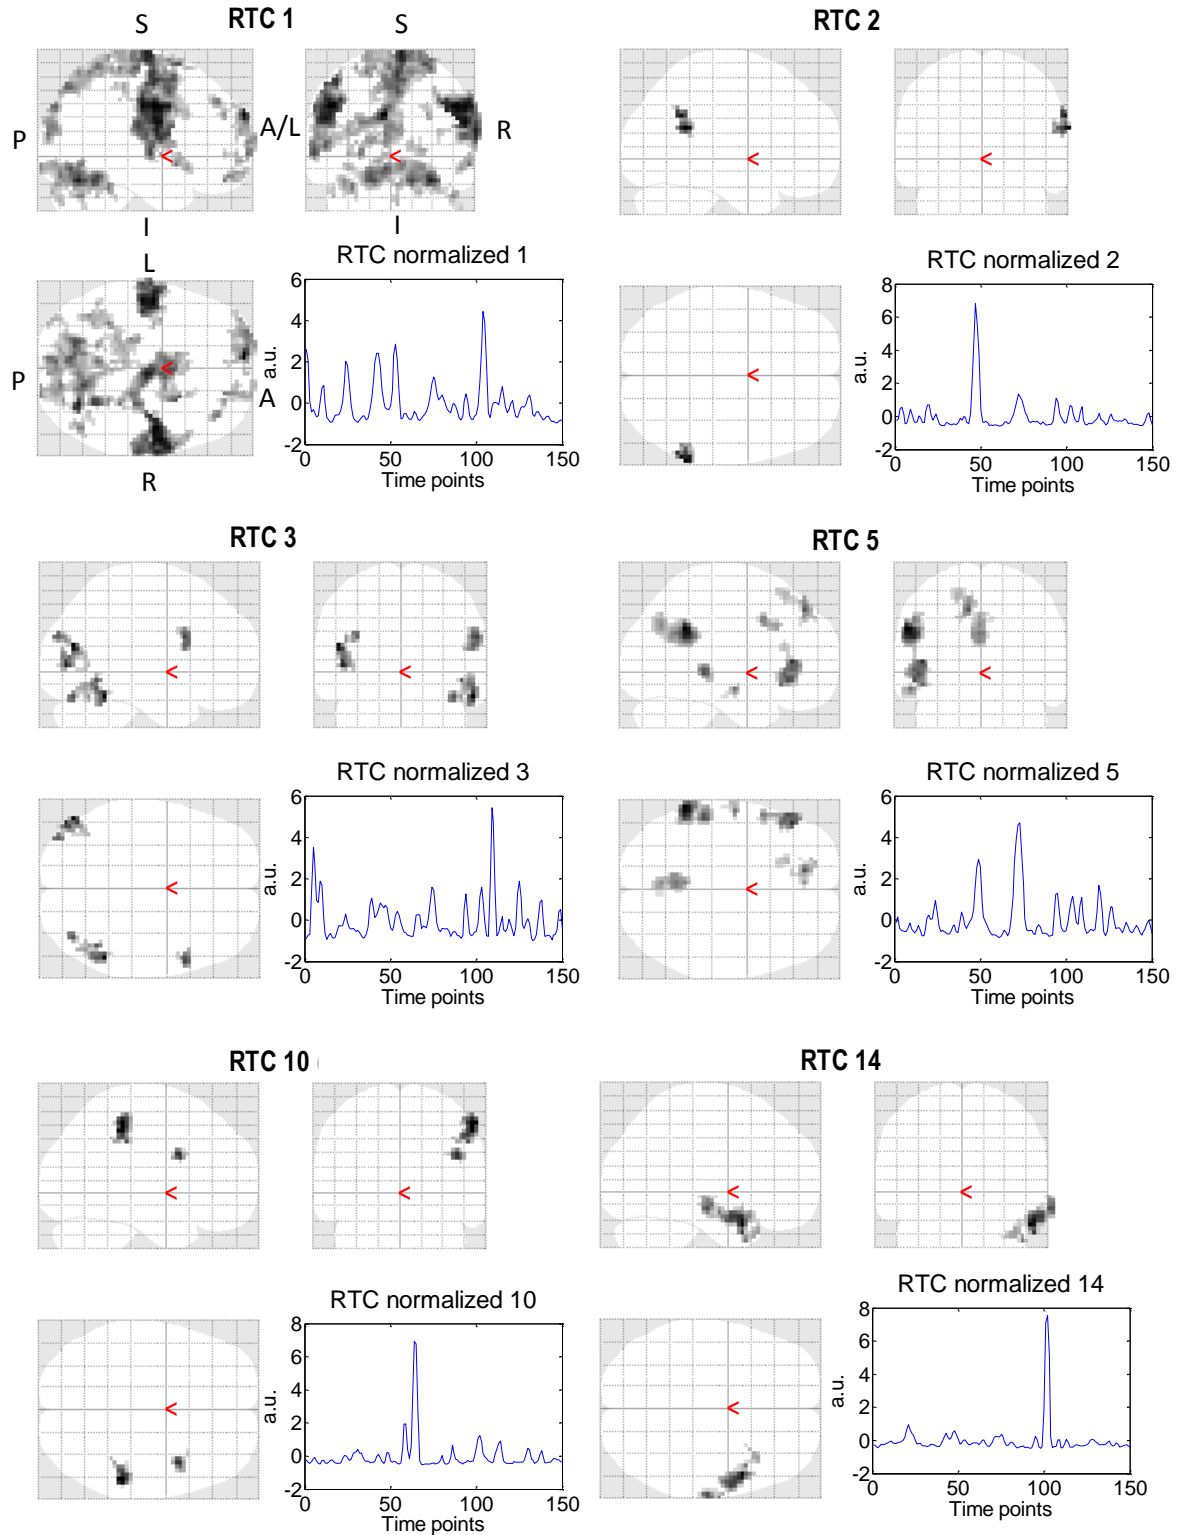 RTC 1
RTC 2
S
S
P
A/L
R
I
I
L
P
A
R
RTC normalized 1
6
4
2
0
-2
a.u.
0
50
100
150
Time points
RTC normalized 2
8
6
4
2
0
-2
a.u.
0
50
100
150
Time points
RTC 3
RTC 5
RTC normalized 3
6
4
2
0
-2
a.u.
0
50
100
150
Time points
RTC normalized 5
6
4
2
0
-2
a.u.
0
50
100
150
Time points
RTC 10
RTC 14
RTC normalized 10
8
6
4
2
0
-2
a.u.
0
50
100
150
Time points
RTC normalized 14
8
6
4
2
0
-2
a.u.
0
50
100
150
Time points